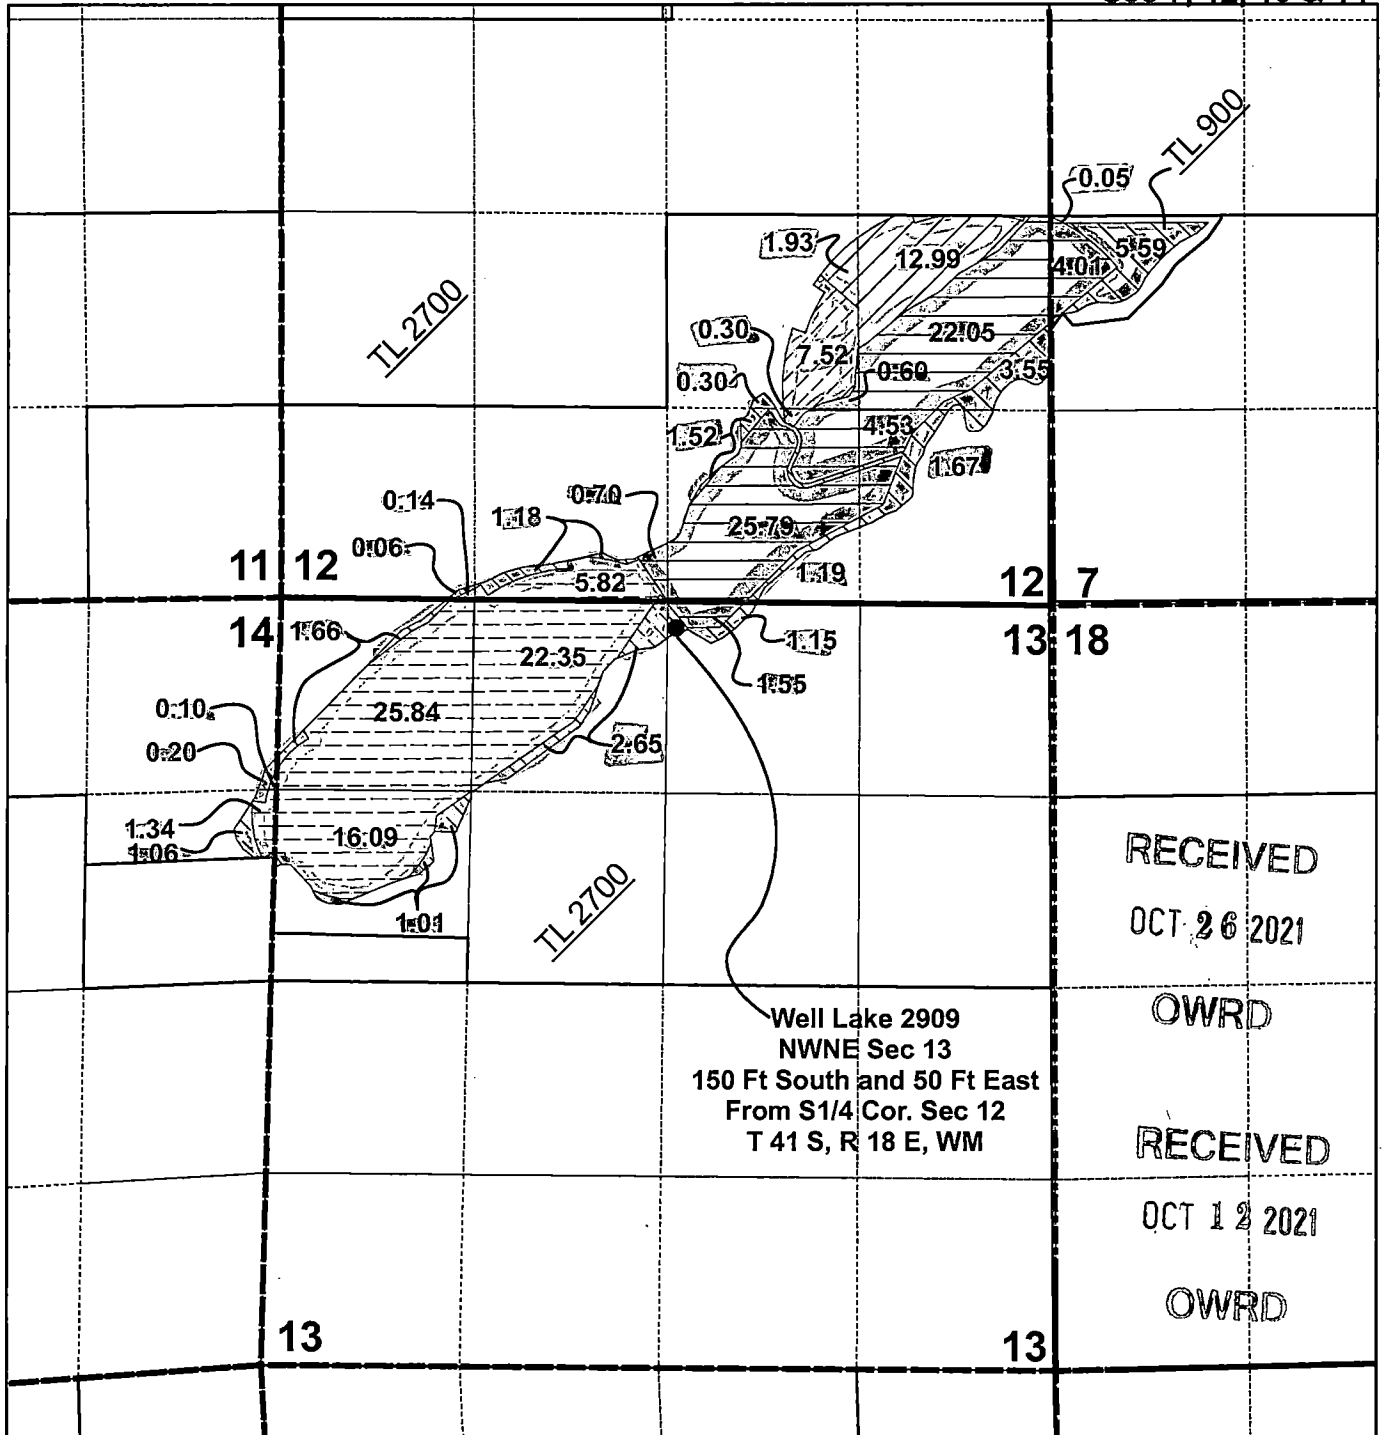 TL 900
0.05
1.93
12.99
5.59
4.01
TL 2700
0.30
22.05
7.52
0.60
3.55
0.30
4.53
1.52
1.67
0.70
0.14
1.18
25.79
0.06
11 12
5.82
1.19
12 7
14
1.66
22.35
1.15
13 18
1.55
0.10
25.84
0.20
2.65
1.34
1.06
16.09
1.01
TL 2700
RECEIVED
OCT 26 2021
OWRD
Well Lake 2909
NWNE Sec 13
150 Ft South and 50 Ft East
From S1/4 Cor. Sec 12
T 41 S, R 18 E, WM
RECEIVED
OCT 12 2021
OWRD
13
13